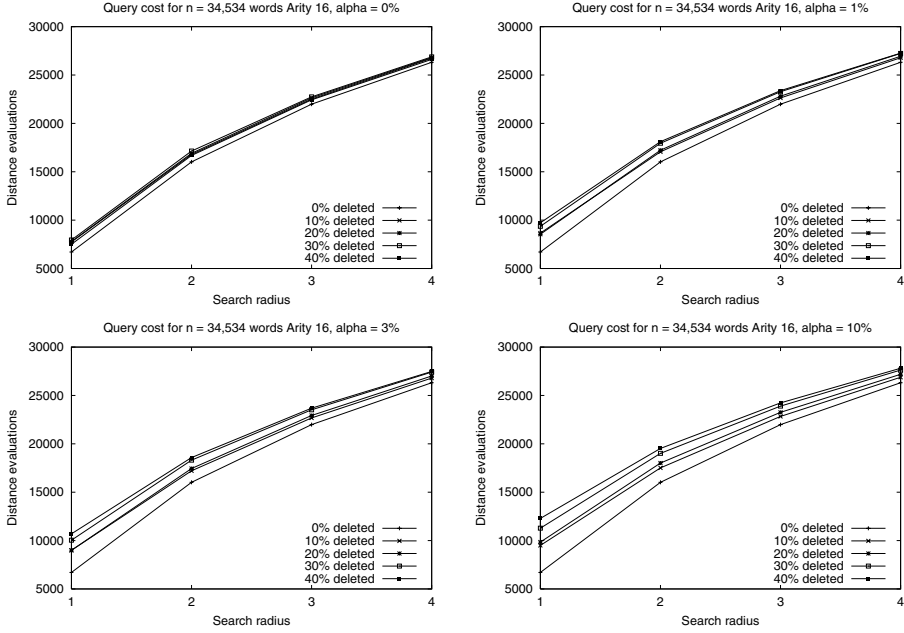 Query cost for n = 34,534 words Arity 16, alpha = 0%
30000
25000
20000
15000
10000
5000
Distance evaluations
0% deleted
10% deleted
20% deleted
30% deleted
40% deleted
1 2 3 4
Search radius
Query cost for n = 34,534 words Arity 16, alpha = 1%
30000
25000
20000
15000
10000
5000
Distance evaluations
0% deleted
10% deleted
20% deleted
30% deleted
40% deleted
1 2 3 4
Search radius
Query cost for n = 34,534 words Arity 16, alpha = 3%
30000
25000
20000
15000
10000
5000
Distance evaluations
0% deleted
10% deleted
20% deleted
30% deleted
40% deleted
1 2 3 4
Search radius
Query cost for n = 34,534 words Arity 16, alpha = 10%
30000
25000
20000
15000
10000
5000
Distance evaluations
0% deleted
10% deleted
20% deleted
30% deleted
40% deleted
1 2 3 4
Search radius